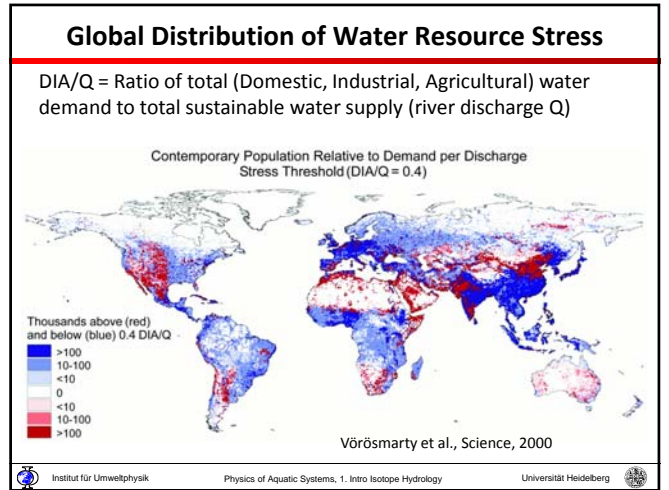 Global Distribution of Water Resource Stress
DIA/Q = Ratio of total (Domestic, Industrial, Agricultural) water
demand to total sustainable water supply (river discharge Q)
Contemporary Population Relative to Demand per Discharge
Stress Threshold (DIA/Q = 0.4)
Thousands above (red)
and below (blue) 0.4 DIA/Q
>100
10-100
<10
0
<10
10-100
>100
Vörösmarty et al., Science, 2000
Institut für Umweltphysik Physics of Aquatic Systems, 1. Intro Isotope Hydrology Universität Heidelberg